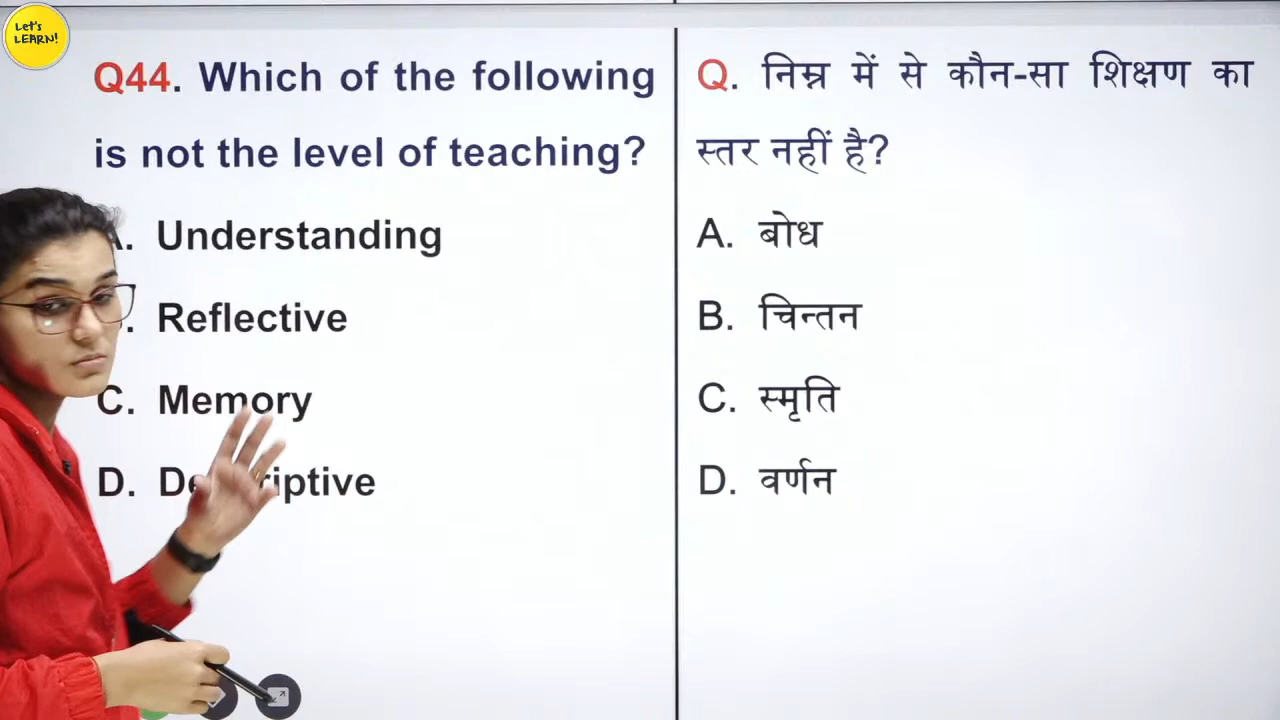 Let's
LEARN!
Q44. Which of the following
is not the level of teaching?
A. Understanding
Reflective
C. Memory
D.
Q. निम्न में से कौन-सा शिक्षण का
स्तर नहीं है?
A. बोध
B. चिन्तन
C. स्मृति
D. वर्णन